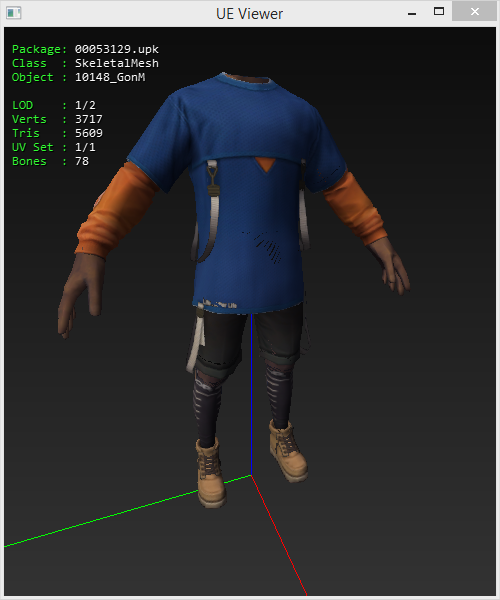 UE Viewer
Package: 00053129.upk
Class : SkeletalMesh
Object : 10148_GonM
LOD : 1/2
Verts : 3717
Tris : 5609
UV Set : 1/1
Bones : 78